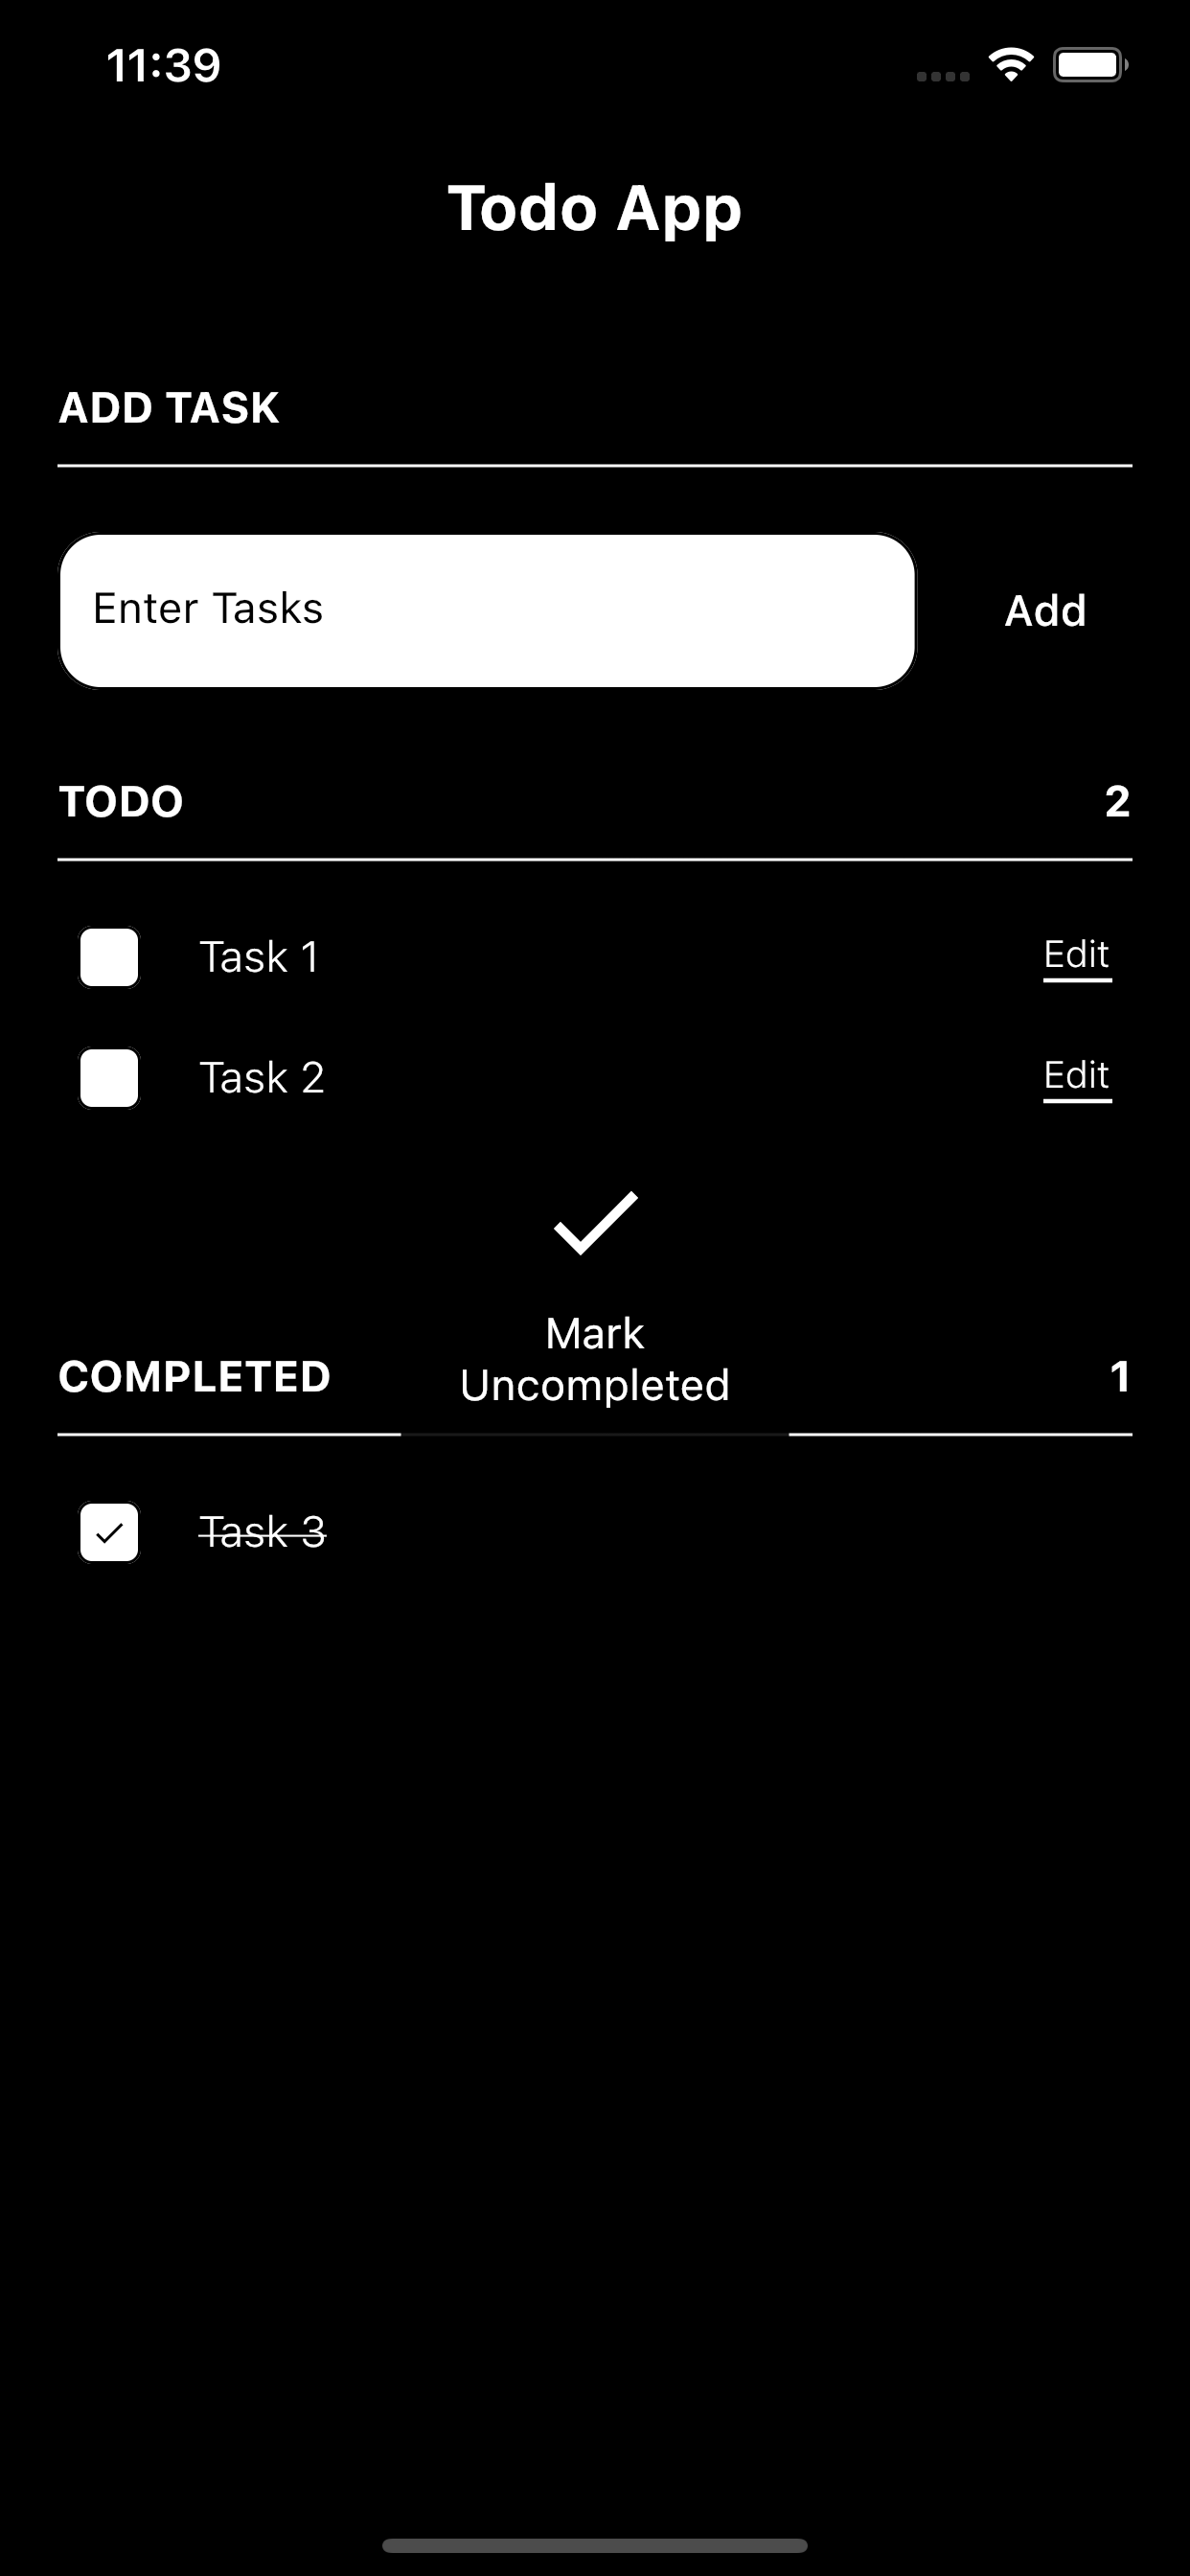 11:39
Todo App
ADD TASK
Enter Tasks
Add
TODO
2
Task 1
Edit
Task 2
Edit
Mark
Uncompleted
COMPLETED
1
Task 3